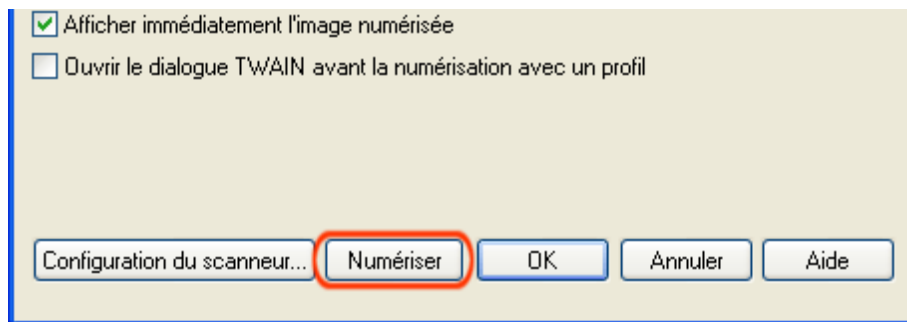 Afficher immédiatement l'image numérisée
Ouvrir le dialogue TWAIN avant la numérisation avec un profil
Configuration du scanneur... Numériser OK Annuler Aide